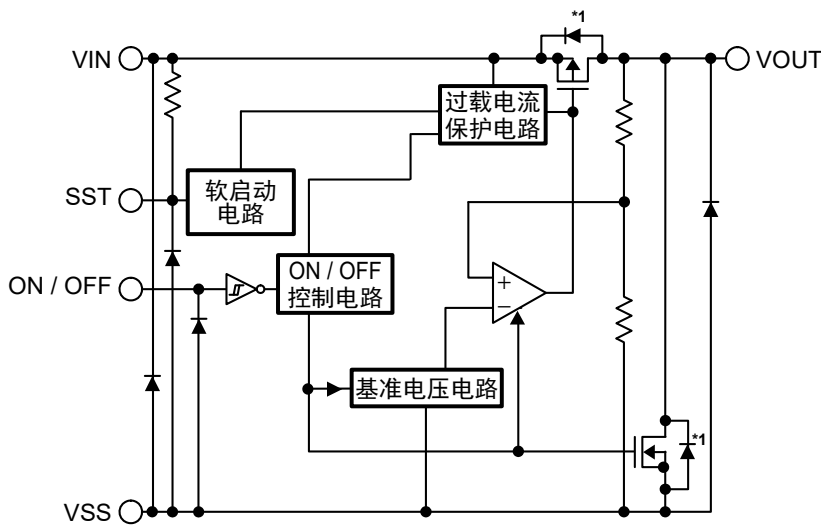 *1
VIN
VOUT
过载电流
保护电路
SST
软启动
电路
ON / OFF
ON / OFF
控制电路
+
−
基准电压电路
*1
VSS